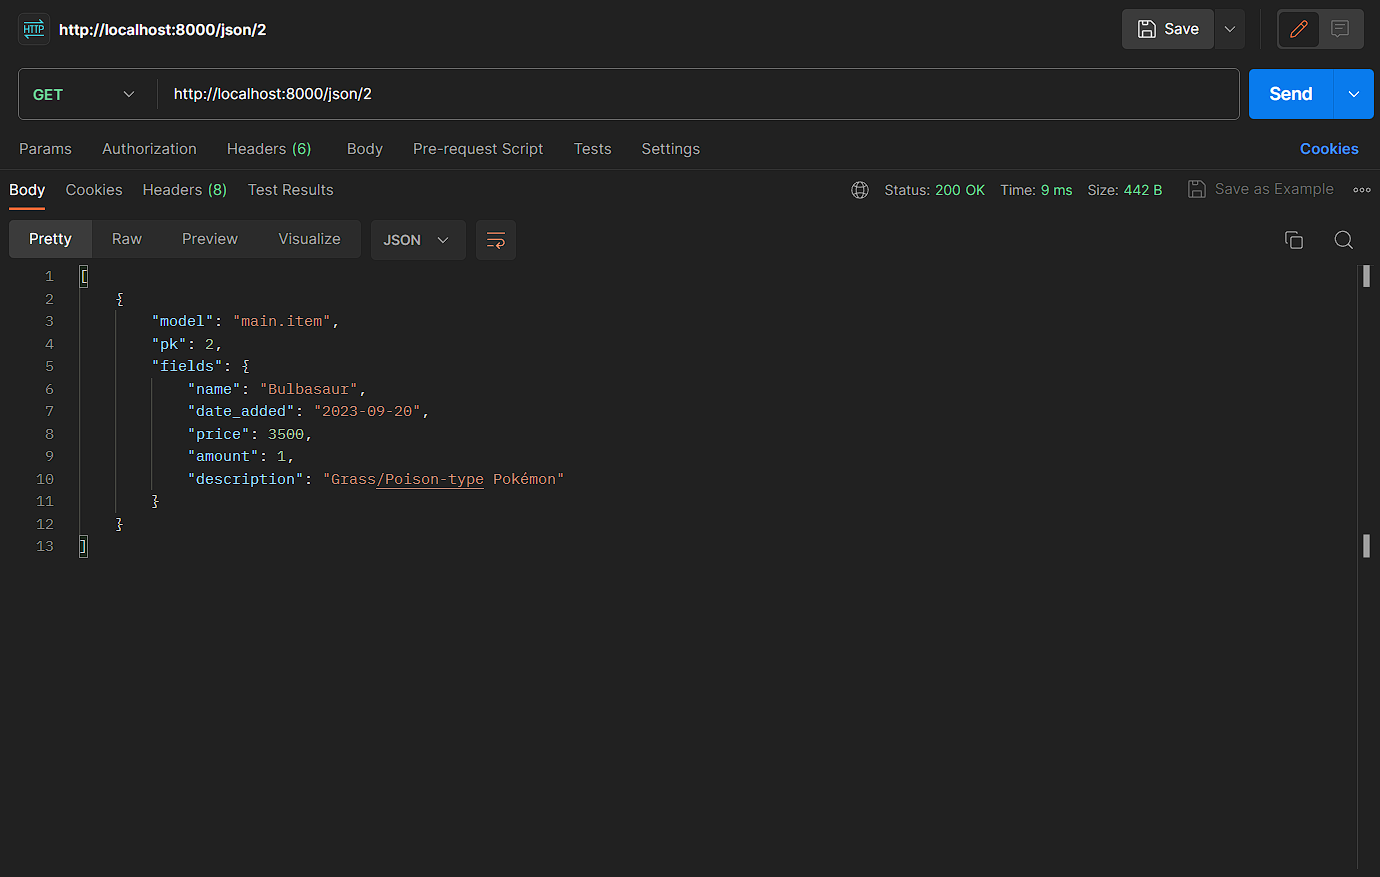 HTTP http://localhost:8000/json/2 Save
GET http://localhost:8000/json/2 Send
Params Authorization Headers (6) Body Pre-request Script Tests Settings Cookies
Body Cookies Headers (8) Test Results Status: 200 OK Time: 9 ms Size: 442 B Save as Example
Pretty Raw Preview Visualize JSON
1 [
2 {
3 "model": "main.item",
4 "pk": 2,
5 "fields": {
6 "name": "Bulbasaur",
7 "date_added": "2023-09-20",
8 "price": 3500,
9 "amount": 1,
10 "description": "Grass/Poison-type Pokémon"
11 }
12 }
13 ]